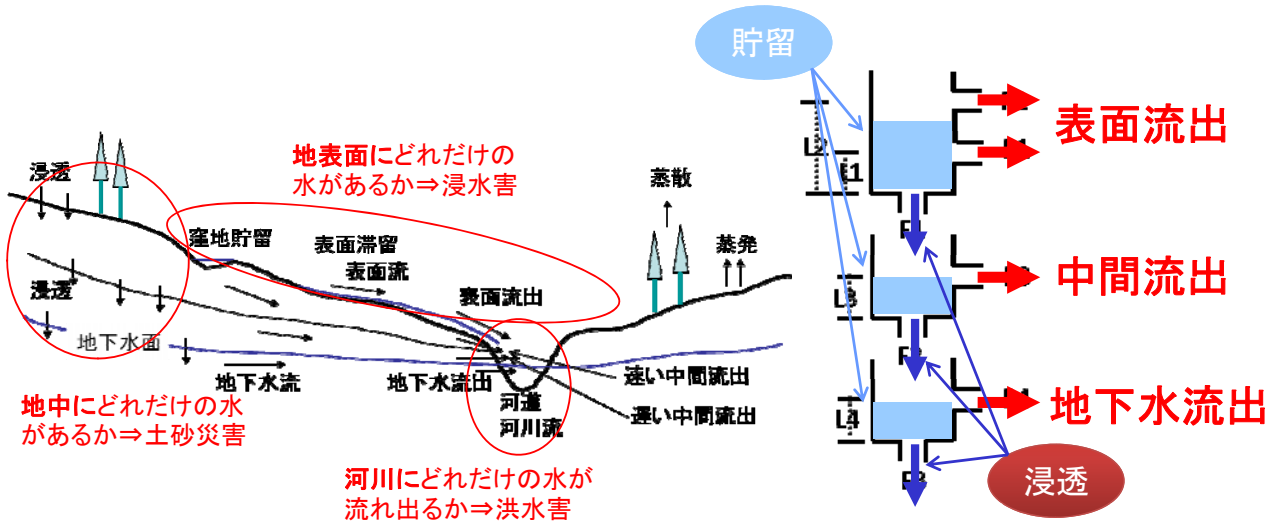 貯留
表面流出
L2
L1
中間流出
L3
地下水流出
L4
浸透
浸透
地表面にどれだけの
水があるか⇒浸水害
蒸散
窪地貯留
表面滞留
表面流
蒸発
浸透
表面流出
地下水面
地下水流
地下水流出
速い中間流出
遅い中間流出
地中にどれだけの水
があるか⇒土砂災害
河道
河川流
河川にどれだけの水が
流れ出るか⇒洪水害